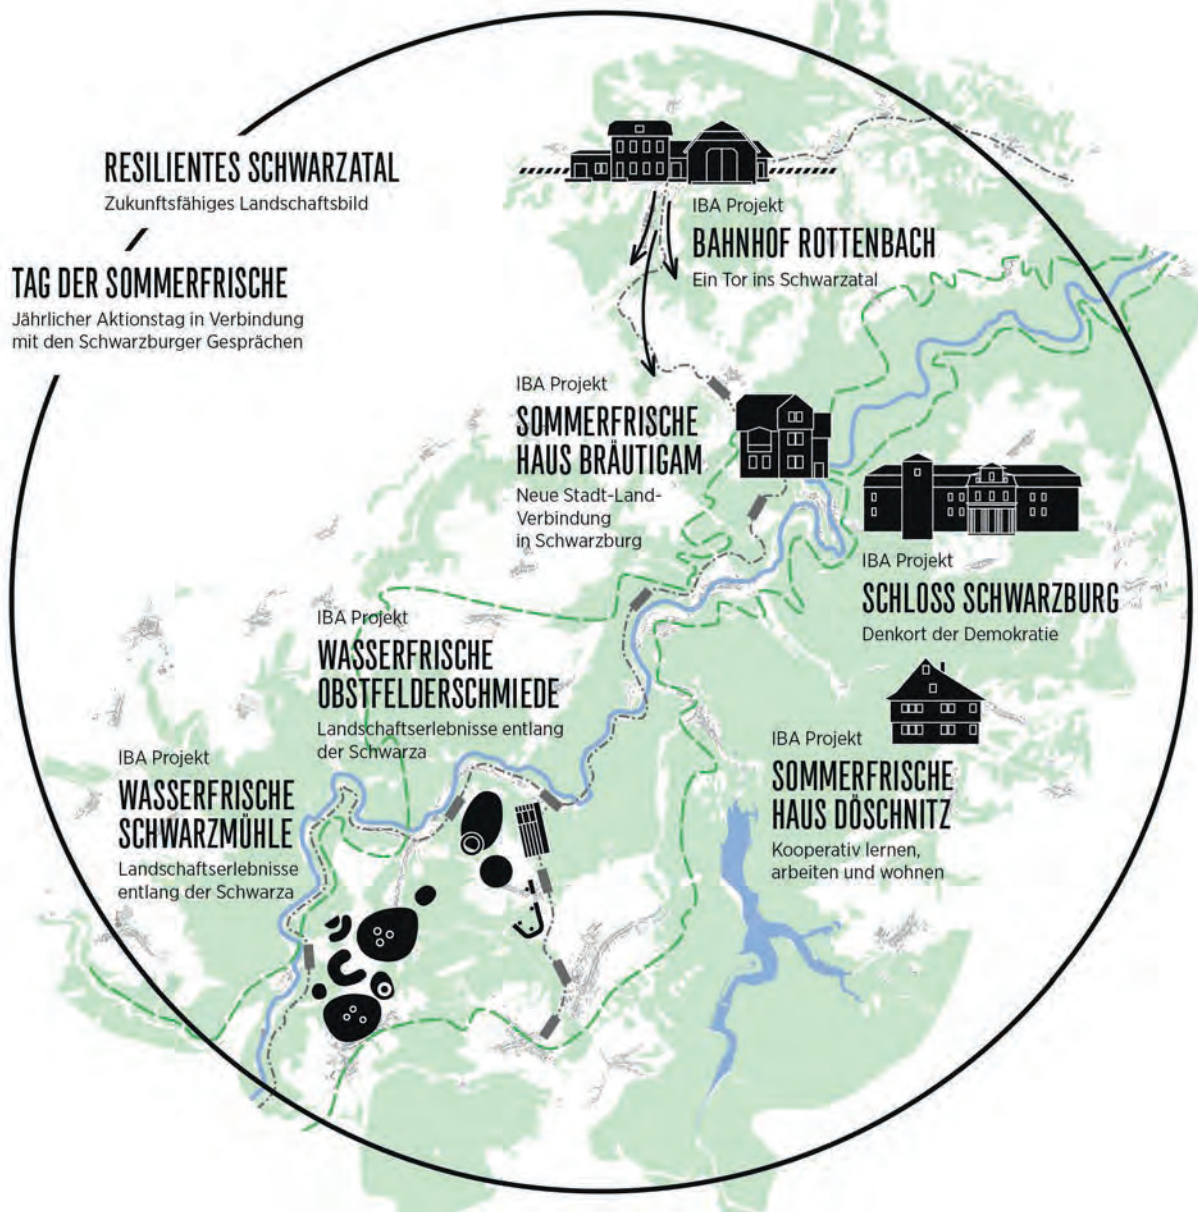 RESILIENTES SCHWARZATAL
Zukunftsfähiges Landschaftsbild
TAG DER SOMMERFRISCHE
Jährlicher Aktionstag in Verbindung
mit den Schwarzburger Gesprächen
IBA Projekt
BAHNHOF ROTTENBACH
Ein Tor ins Schwarzatal
IBA Projekt
SOMMERFRISCHE
HAUS BRÄUTIGAM
Neue Stadt-Land-
Verbindung
in Schwarzburg
IBA Projekt
SCHLOSS SCHWARZBURG
Denkort der Demokratie
IBA Projekt
WASSERFRISCHE
OBSTFELDERSCHMIEDE
Landschaftserlebnisse entlang
der Schwarza
IBA Projekt
SOMMERFRISCHE
HAUS DÖSCHNITZ
Kooperativ lernen,
arbeiten und wohnen
IBA Projekt
WASSERFRISCHE
SCHWARZMÜHLE
Landschaftserlebnisse
entlang der Schwarza